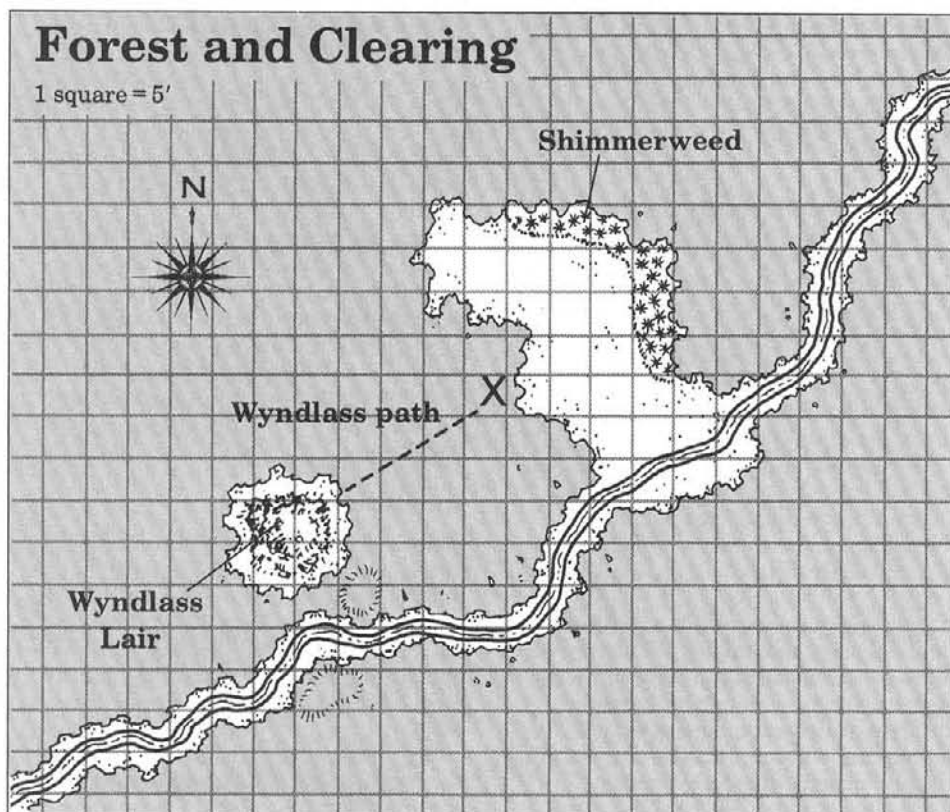 Forest and Clearing
1 square = 5′
Shimmerweed
N
X
Wyndlass path
Wyndlass
Lair